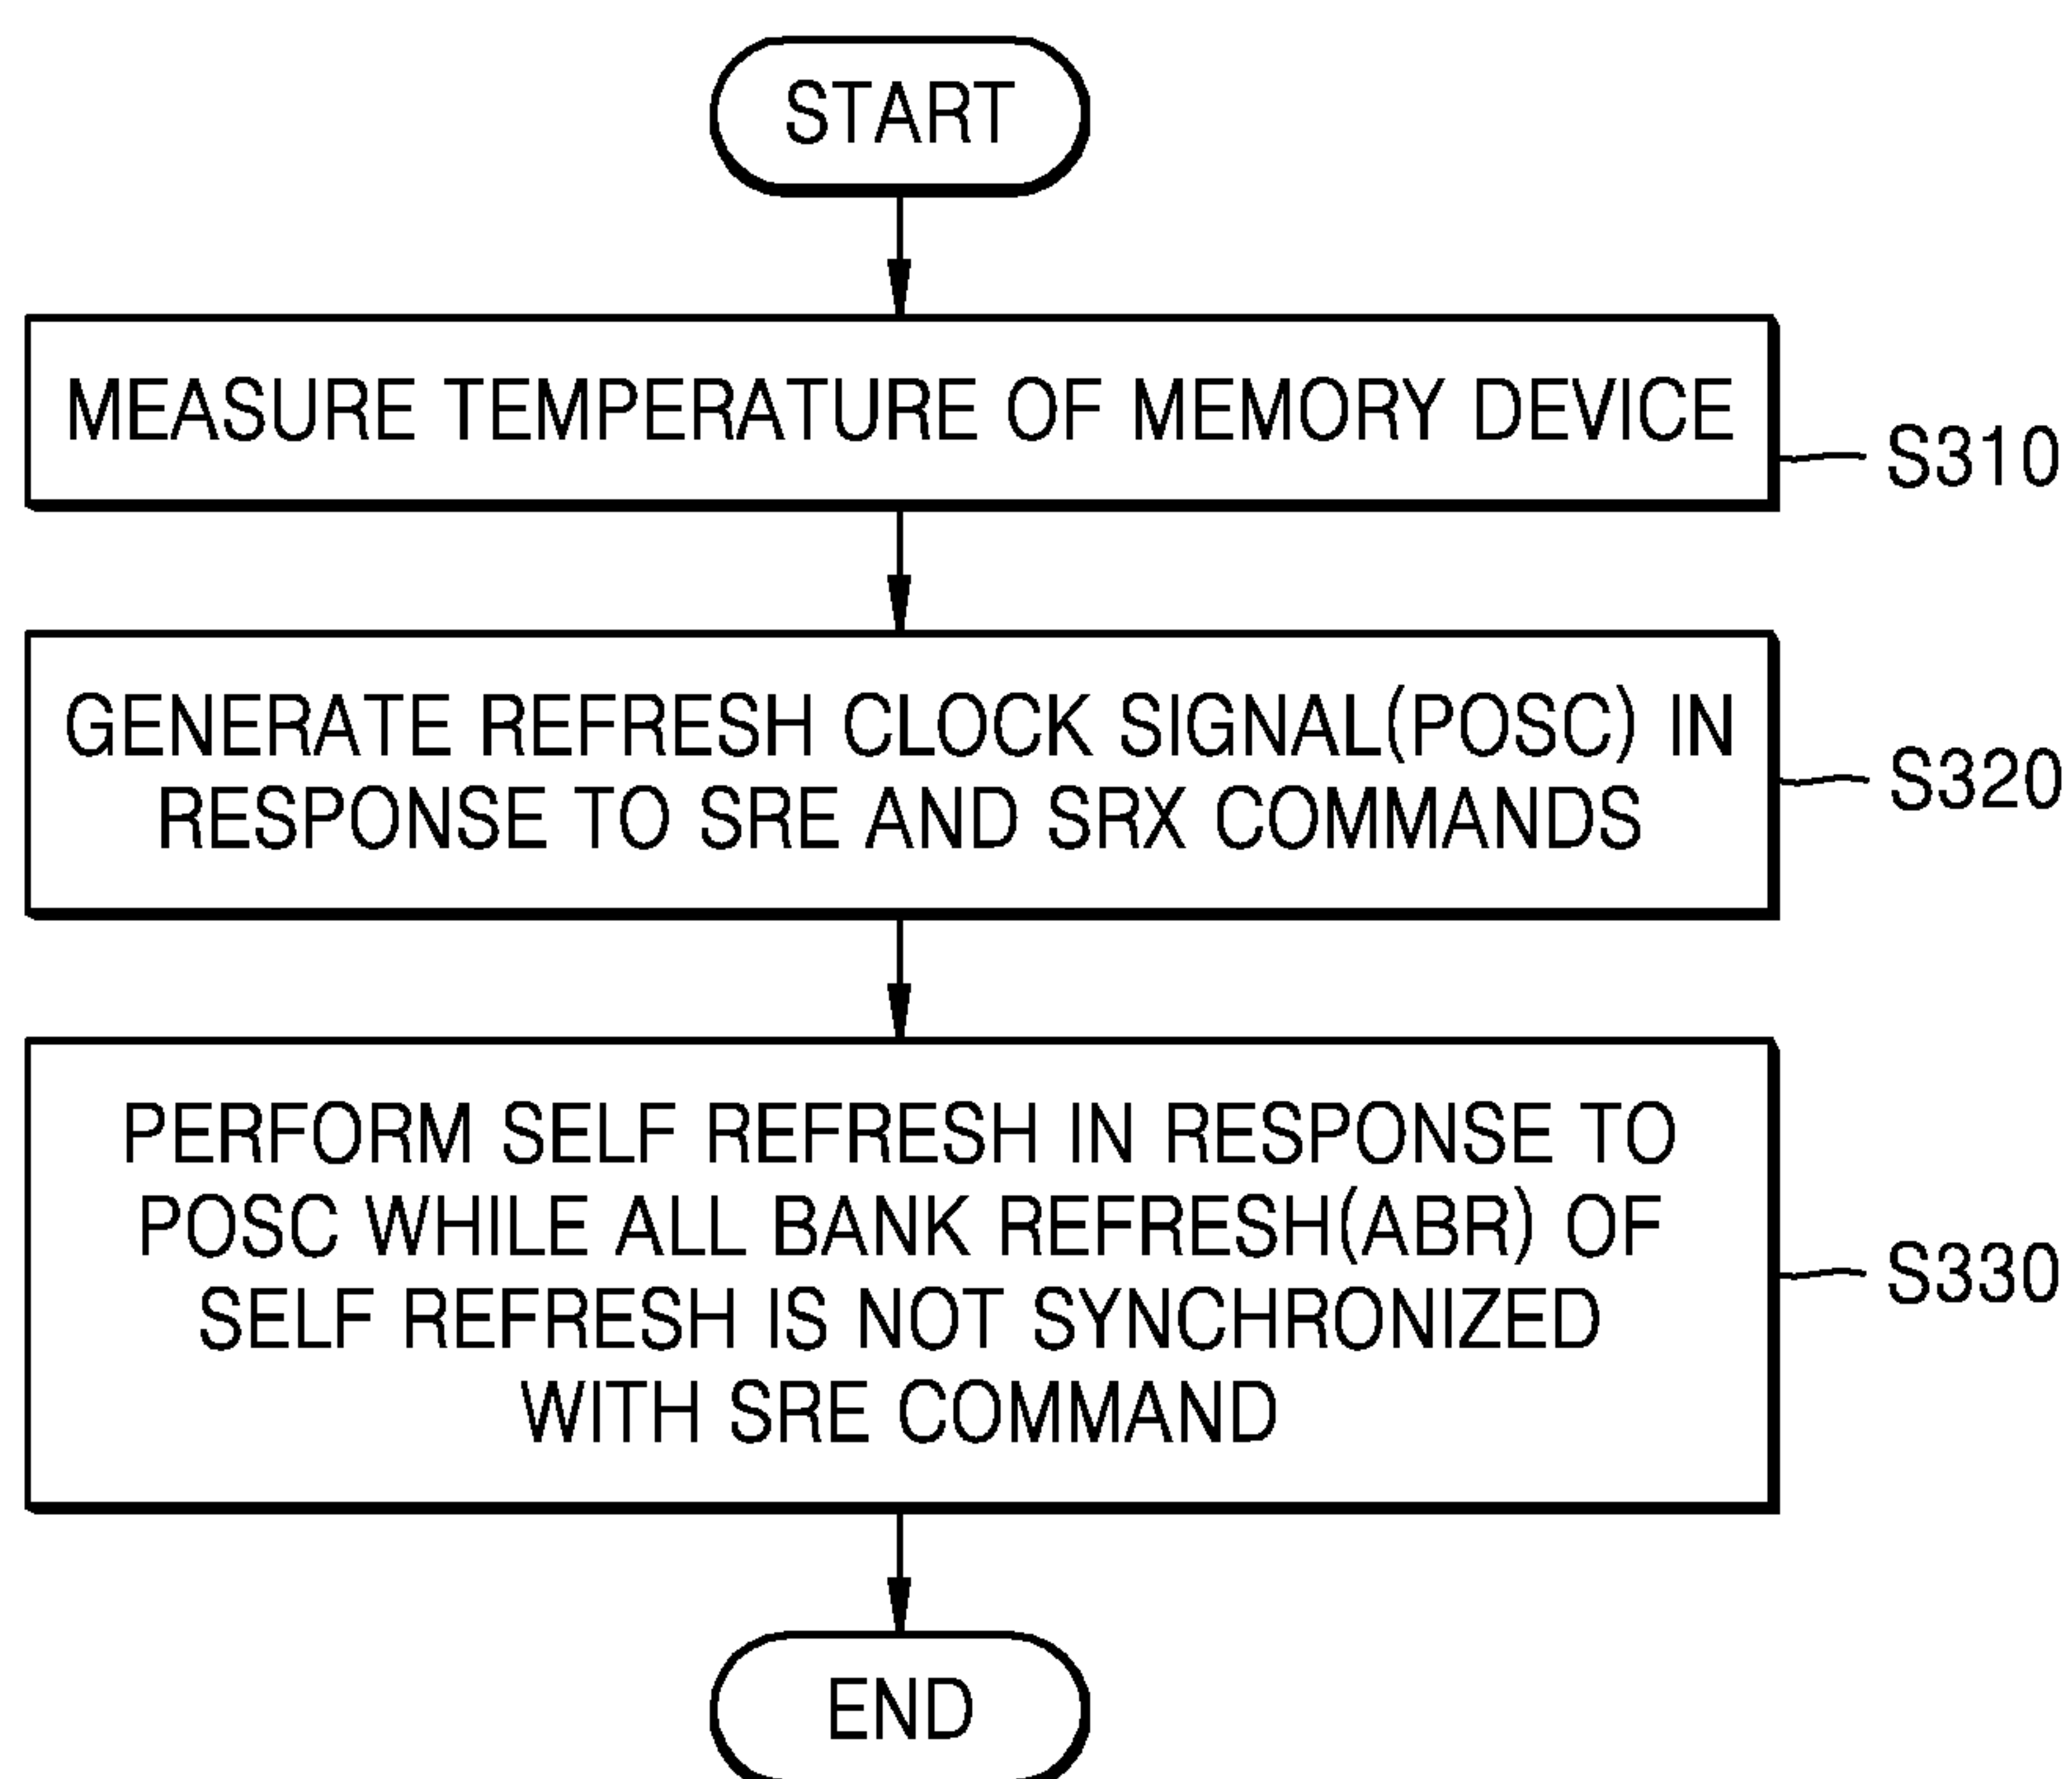 START
MEASURE TEMPERATURE OF MEMORY DEVICE
S310
GENERATE REFRESH CLOCK SIGNAL(POSC) IN
RESPONSE TO SRE AND SRX COMMANDS
S320
PERFORM SELF REFRESH IN RESPONSE TO
POSC WHILE ALL BANK REFRESH(ABR) OF
SELF REFRESH IS NOT SYNCHRONIZED
WITH SRE COMMAND
S330
END